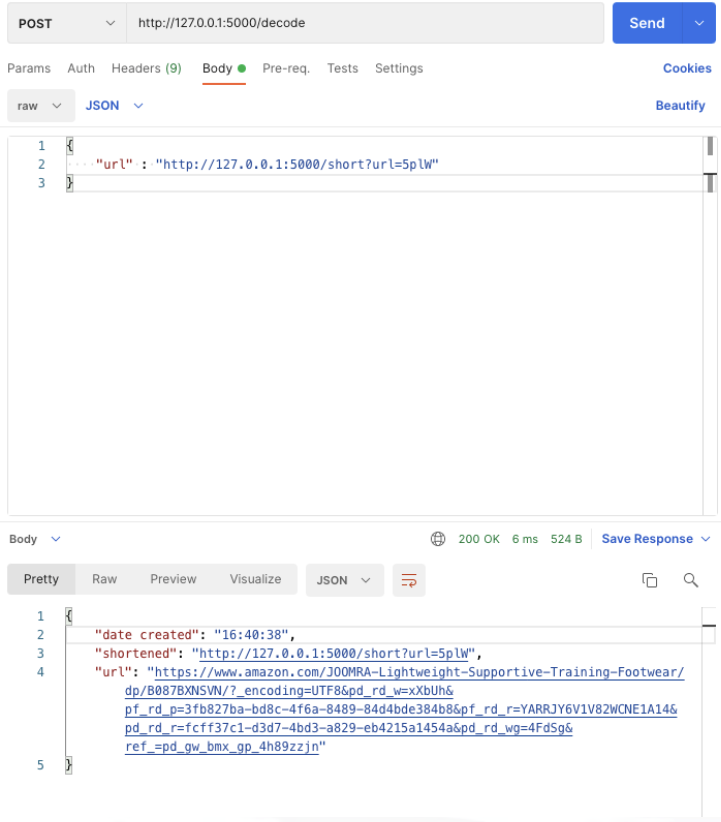 POST http://127.0.0.1:5000/decode Send
Params Auth Headers (9) Body Pre-req. Tests Settings Cookies
raw JSON Beautify
1 {
2 "url" : "http://127.0.0.1:5000/short?url=5plW"
3 }
Body 200 OK 6 ms 524 B Save Response
Pretty Raw Preview Visualize JSON
1 {
2 "date created": "16:40:38",
3 "shortened": "http://127.0.0.1:5000/short?url=5plW",
4 "url": "https://www.amazon.com/JOOMRA-Lightweight-Supportive-Training-Footwear/
dp/B087BXNSVN/?_encoding=UTF8&pd_rd_w=xXbUh&
pf_rd_p=3fb827ba-bd8c-4f6a-8489-84d4bde384b8&pf_rd_r=YARRJY6V1V82WCNE1A14&
pd_rd_r=fcff37c1-d3d7-4bd3-a829-eb4215a1454a&pd_rd_wg=4FdSg&
ref_=pd_gw_bmx_gp_4h89zzjn"
5 }